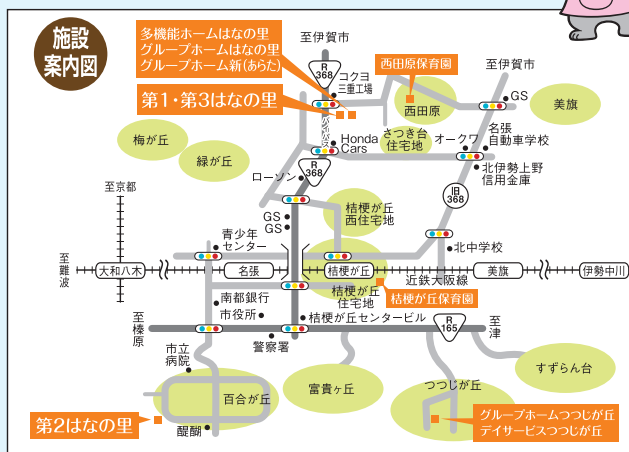 施設
案内図
多機能ホームはなの里
グループホームはなの里
グループホーム新(あらた)
第1・第3はなの里
至伊賀市
R
368
コクヨ
三重工場
西田原保育園
西田原
至伊賀市
GS
美旗
梅が丘
緑が丘
バイパス
Honda
Cars
さつき台
住宅地
オークワ
名張
自動車学校
北伊勢上野
信用金庫
R
368
ローソン
旧
368
至京都
桔梗が丘
西住宅地
GS
GS
青少年
センター
北中学校
至難波
大和八木
名張
桔梗が丘
近鉄大阪線
美旗
伊勢中川
桔梗が丘
住宅地
桔梗が丘保育園
南都銀行
市役所
至榛原
桔梗が丘センタービル
R
165
至津
警察署
市立
病院
百合が丘
富貴ヶ丘
つつじが丘
すずらん台
第2はなの里
醍醐
グループホームつつじが丘
デイサービスつつじが丘